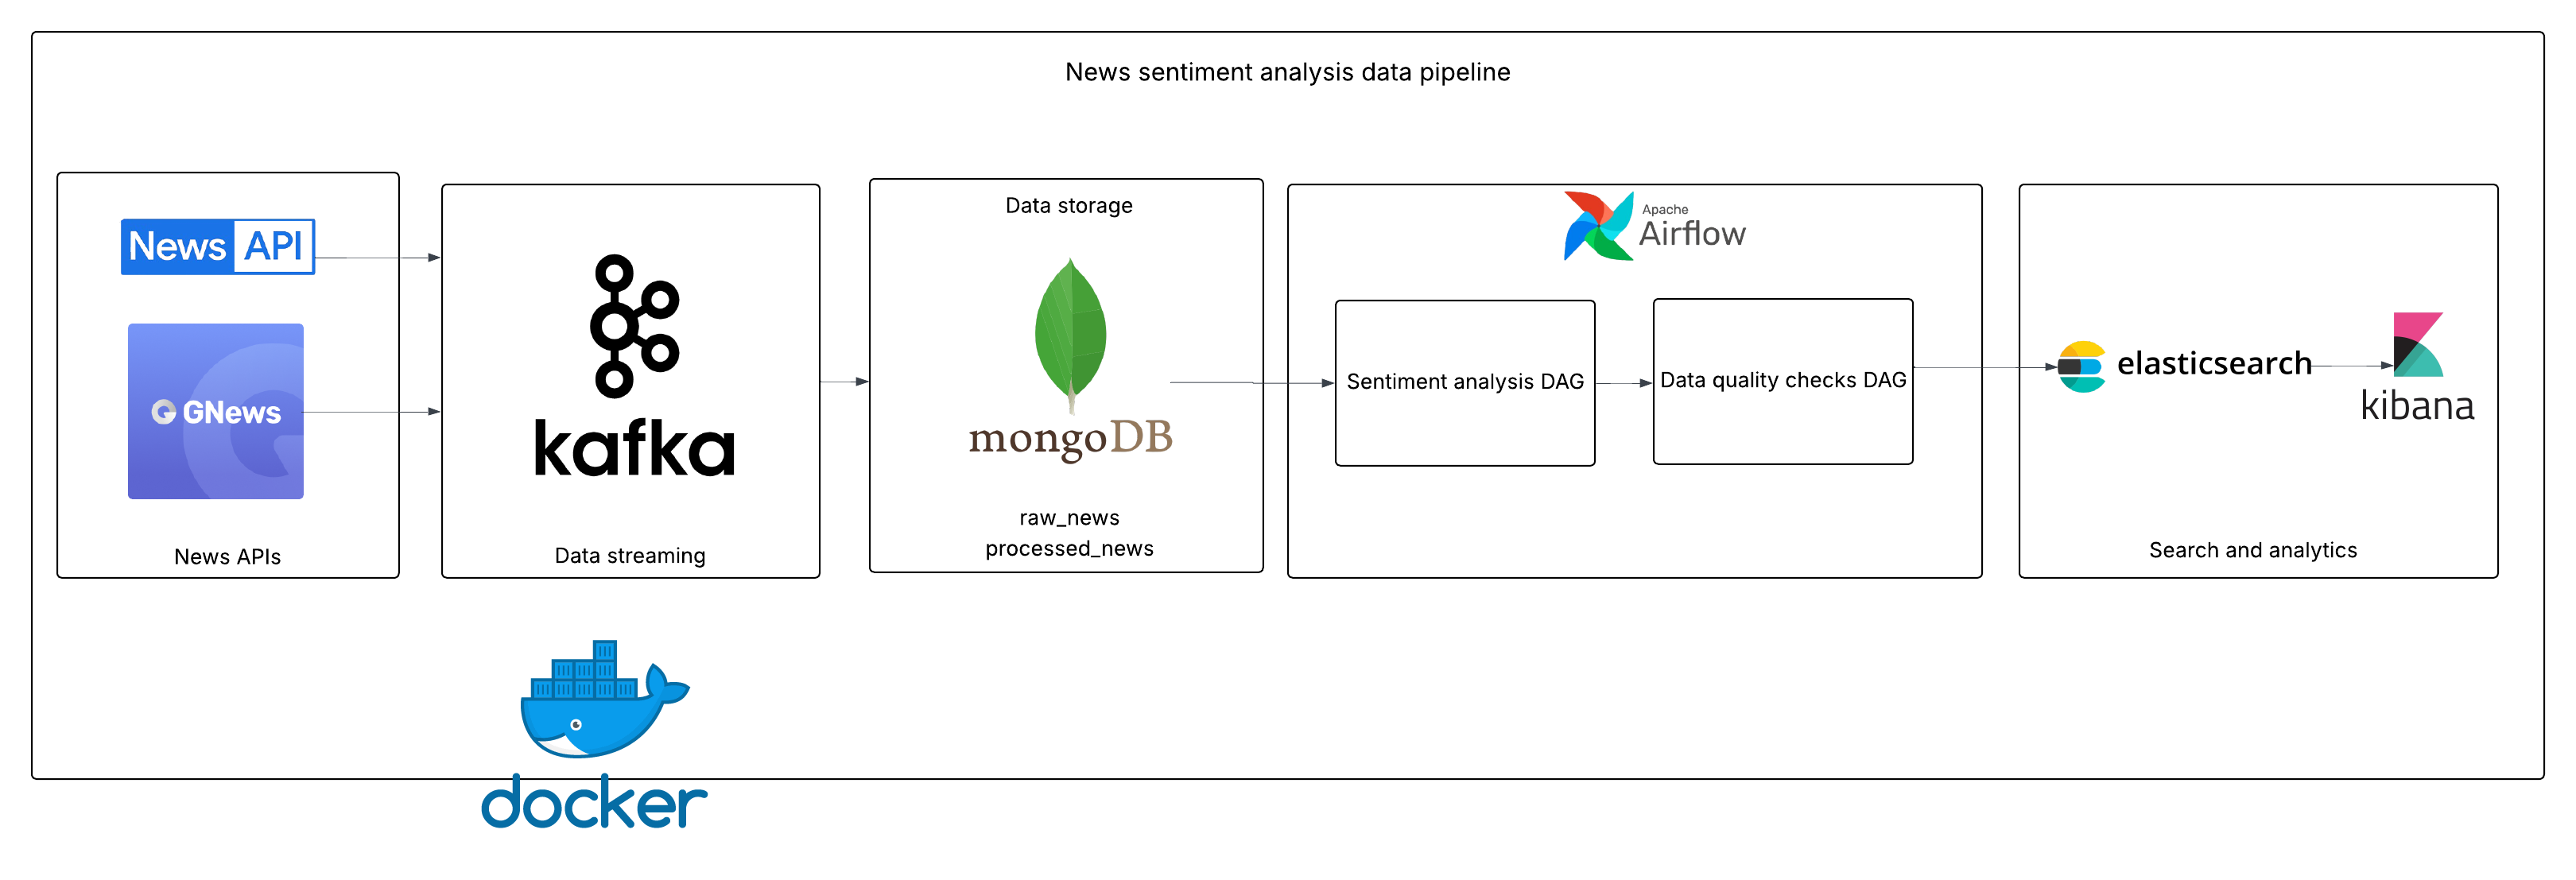 News sentiment analysis data pipeline
News API
GNews
News APIs
kafka
Data streaming
Data storage
mongoDB
raw_news
processed_news
Apache
Airflow
Sentiment analysis DAG
Data quality checks DAG
elasticsearch
kibana
Search and analytics
docker